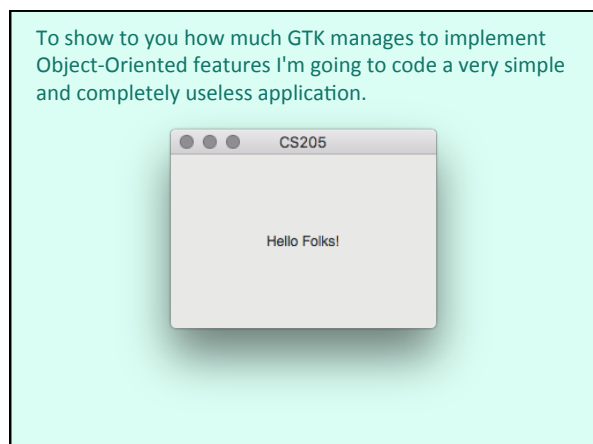 To show to you how much GTK manages to implement
Object-Oriented features I'm going to code a very simple
and completely useless application.
CS205
Hello Folks!